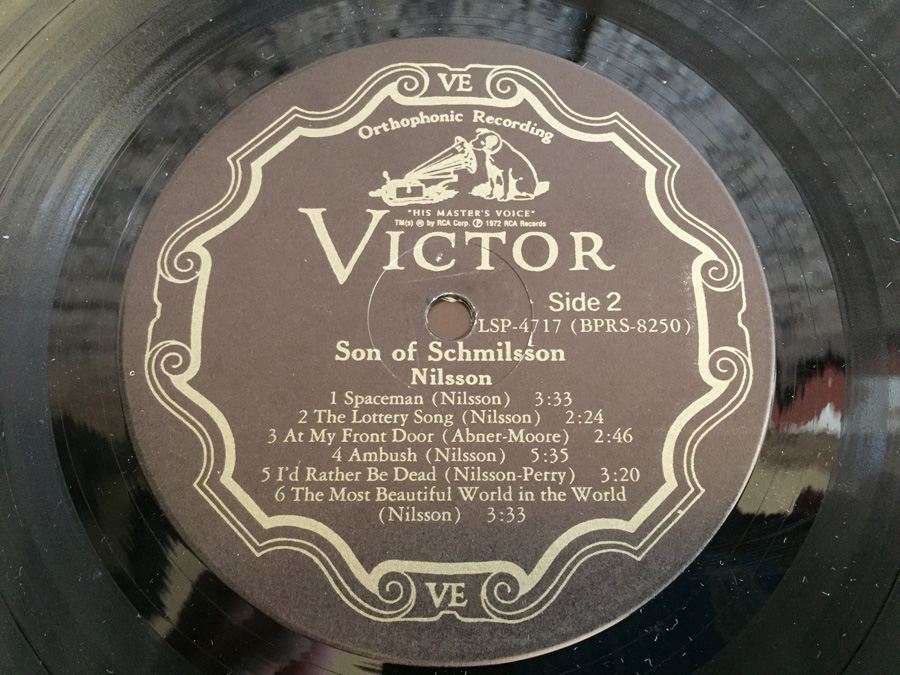 VE
Orthophonic Recording
"HIS MASTER'S VOICE"
TM(s) ® by RCA Corp. ℗ 1972 RCA Records
VICTOR
Side 2
LSP-4717 (BPRS-8250)
Son of Schmilsson
Nilsson
1 Spaceman (Nilsson) 3:33
2 The Lottery Song (Nilsson) 2:24
3 At My Front Door (Abner-Moore) 2:46
4 Ambush (Nilsson) 5:35
5 I'd Rather Be Dead (Nilsson-Perry) 3:20
6 The Most Beautiful World in the World
(Nilsson) 3:33
VE